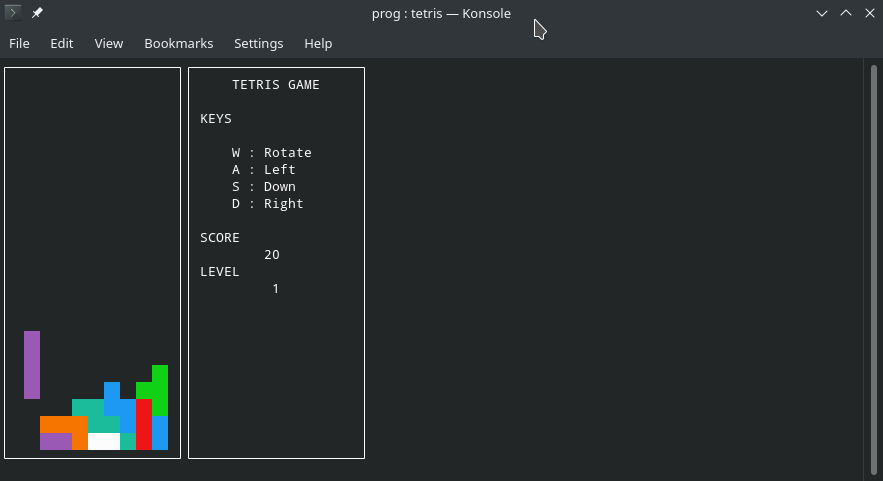 prog : tetris — Konsole
File Edit View Bookmarks Settings Help
TETRIS GAME
KEYS
W : Rotate
A : Left
S : Down
D : Right
SCORE
20
LEVEL
1